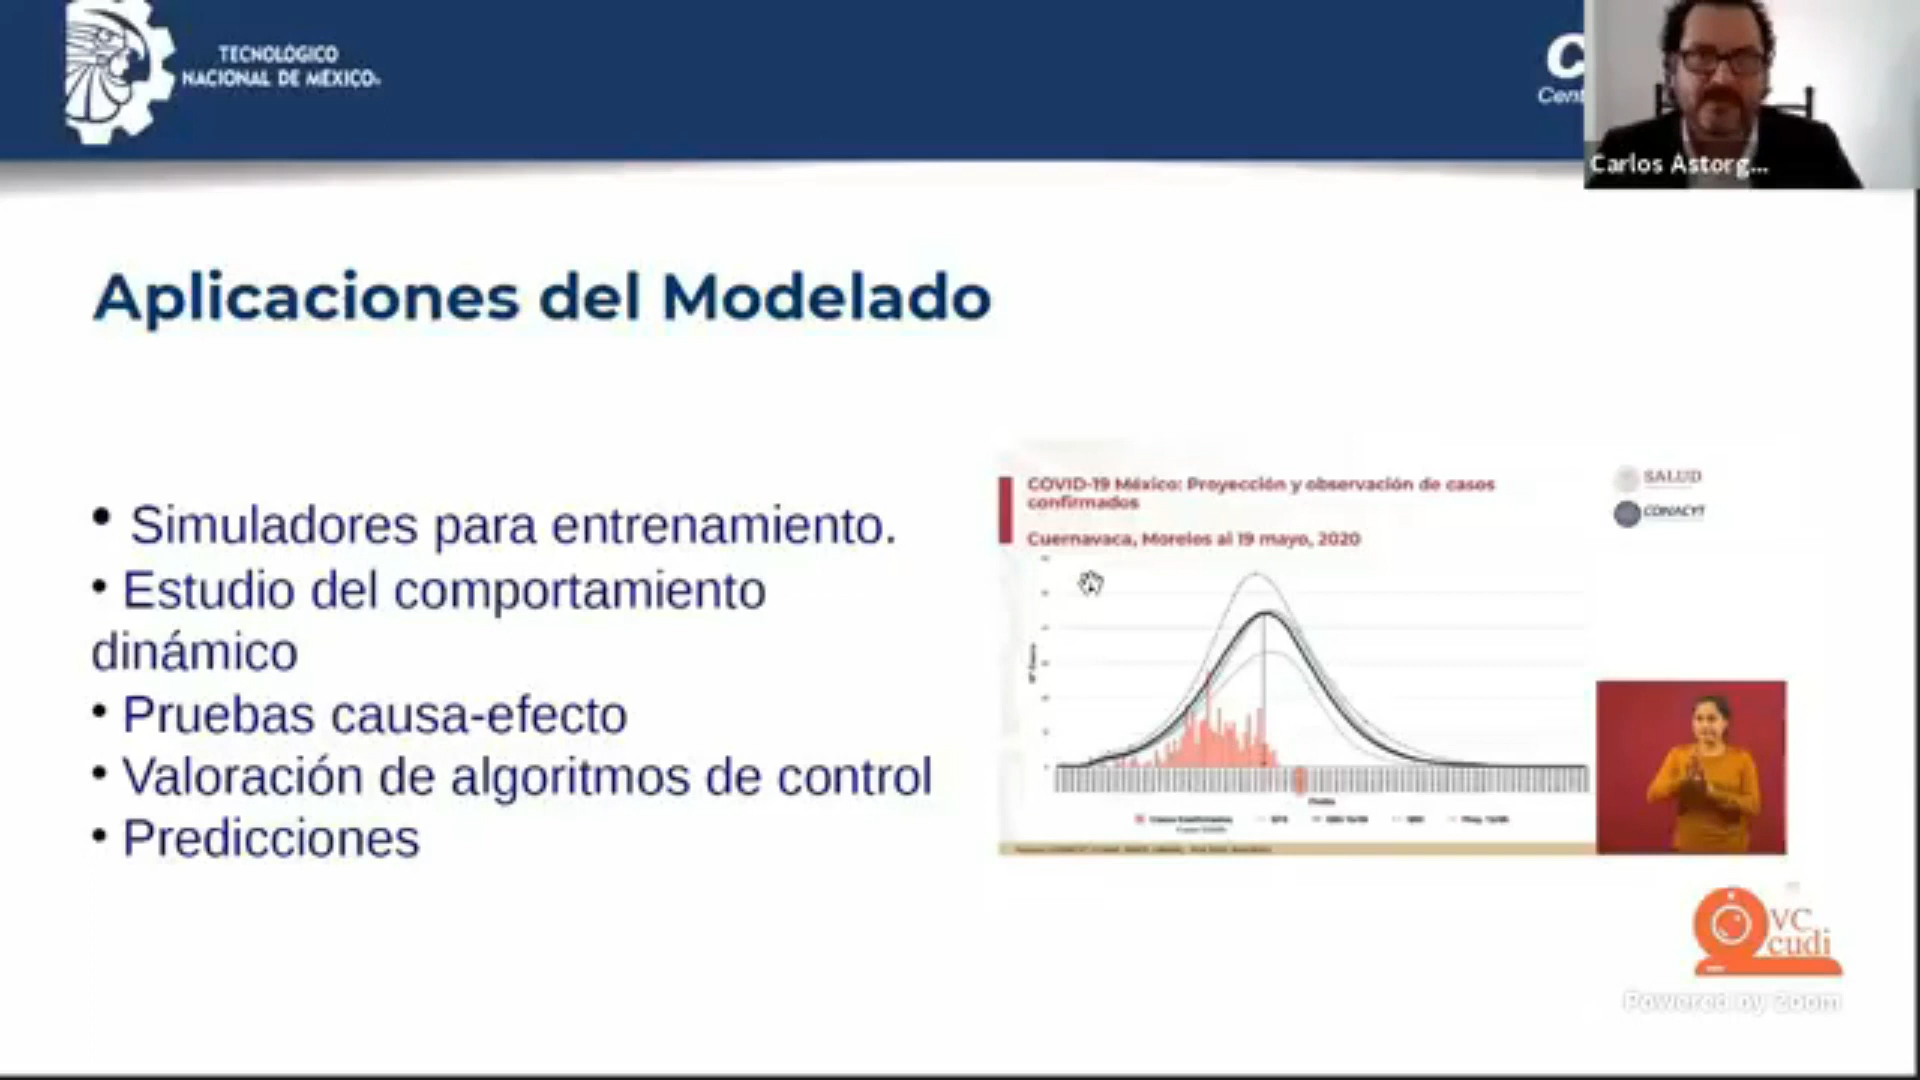 TECNOLÓGICO
NACIONAL DE MÉXICO
C
Cent
Carlos Astorg...
Aplicaciones del Modelado
• Simuladores para entrenamiento.
• Estudio del comportamiento
dinámico
• Pruebas causa-efecto
• Valoración de algoritmos de control
• Predicciones
COVID-19 México: Proyección y observación de casos
confirmados
Cuernavaca, Morelos al 19 mayo, 2020
SALUD
CONACYT
VC
cudi
Powered by Zoom